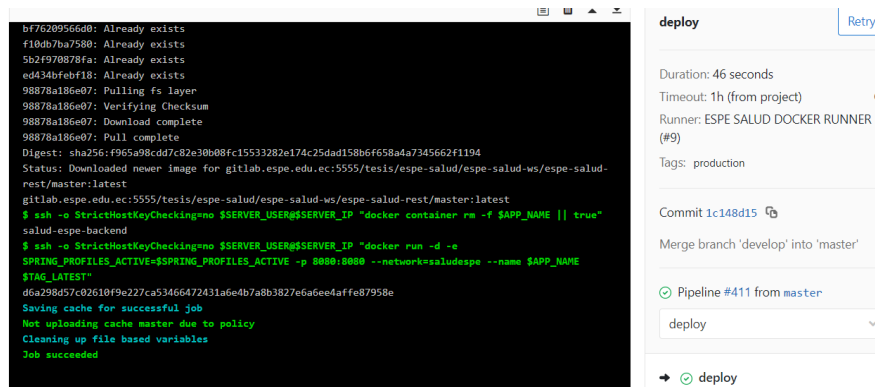 bf76209566d0: Already exists
f10db7ba7580: Already exists
5b2f970878fa: Already exists
ed434bfebf18: Already exists
98878a186e07: Pulling fs layer
98878a186e07: Verifying Checksum
98878a186e07: Download complete
98878a186e07: Pull complete
Digest: sha256:f965a98cdd7c82e30b08fc15533282e174c25dad158b6f658a4a7345662f1194
Status: Downloaded newer image for gitlab.espe.edu.ec:5555/tesis/espe-salud/espe-salud-ws/espe-salud-
rest/master:latest
gitlab.espe.edu.ec:5555/tesis/espe-salud/espe-salud-ws/espe-salud-rest/master:latest
$ ssh -o StrictHostKeyChecking=no $SERVER_USER@$SERVER_IP "docker container rm -f $APP_NAME || true"
salud-espe-backend
$ ssh -o StrictHostKeyChecking=no $SERVER_USER@$SERVER_IP "docker run -d -e
SPRING_PROFILES_ACTIVE=$SPRING_PROFILES_ACTIVE -p 8080:8080 --network=saludespe --name $APP_NAME
$TAG_LATEST"
d6a298d57c02610f9e227ca53466472431a6e4b7a8b3827e6a6ee4affe87958e
Saving cache for successful job
Not uploading cache master due to policy
Cleaning up file based variables
Job succeeded
deploy
Retry
Duration: 46 seconds
Timeout: 1h (from project)
Runner: ESPE SALUD DOCKER RUNNER
(#9)
Tags: production
Commit 1c148d15
Merge branch 'develop' into 'master'
Pipeline #411 from master
deploy
deploy